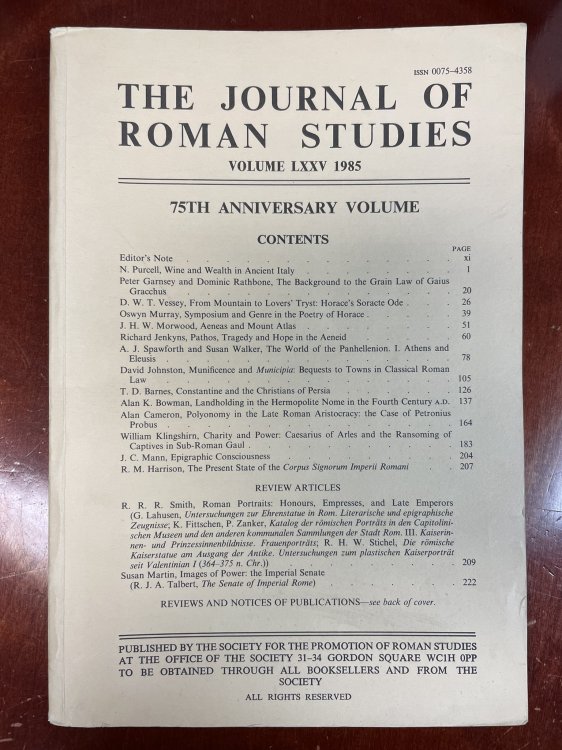 ISSN 0075–4358
THE JOURNAL OF
ROMAN STUDIES
VOLUME LXXV 1985
75TH ANNIVERSARY VOLUME
CONTENTS
PAGE
Editor's Note . . . . . . . . . . xi
N. Purcell, Wine and Wealth in Ancient Italy . . . . . . 1
Peter Garnsey and Dominic Rathbone, The Background to the Grain Law of Gaius
Gracchus . . . . . . . . . . 20
D. W. T. Vessey, From Mountain to Lovers' Tryst: Horace's Soracte Ode . . . 26
Oswyn Murray, Symposium and Genre in the Poetry of Horace . . . . 39
J. H. W. Morwood, Aeneas and Mount Atlas . . . . . . 51
Richard Jenkyns, Pathos, Tragedy and Hope in the Aeneid . . . . 60
A. J. Spawforth and Susan Walker, The World of the Panhellenion. I. Athens and
Eleusis . . . . . . . . . . 78
David Johnston, Munificence and Municipia: Bequests to Towns in Classical Roman
Law . . . . . . . . . . 105
T. D. Barnes, Constantine and the Christians of Persia . . . . . 126
Alan K. Bowman, Landholding in the Hermopolite Nome in the Fourth Century A.D. 137
Alan Cameron, Polyonomy in the Late Roman Aristocracy: the Case of Petronius
Probus . . . . . . . . . . 164
William Klingshirn, Charity and Power: Caesarius of Arles and the Ransoming of
Captives in Sub-Roman Gaul . . . . . . . . 183
J. C. Mann, Epigraphic Consciousness . . . . . . . 204
R. M. Harrison, The Present State of the Corpus Signorum Imperii Romani . . . 207
REVIEW ARTICLES
R. R. R. Smith, Roman Portraits: Honours, Empresses, and Late Emperors
(G. Lahusen, Untersuchungen zur Ehrenstatue in Rom. Literarische und epigraphische
Zeugnisse; K. Fittschen, P. Zanker, Katalog der römischen Porträts in den Capitolini-
schen Museen und den anderen kommunalen Sammlungen der Stadt Rom. III. Kaiserin-
nen- und Prinzessinnenbildnisse. Frauenporträts; R. H. W. Stichel, Die römische
Kaiserstatue am Ausgang der Antike. Untersuchungen zum plastischen Kaiserporträt
seit Valentinian I (364–375 n. Chr.)) . . . . . . . 209
Susan Martin, Images of Power: the Imperial Senate
(R. J. A. Talbert, The Senate of Imperial Rome) . . . . . . 222
REVIEWS AND NOTICES OF PUBLICATIONS—see back of cover.
PUBLISHED BY THE SOCIETY FOR THE PROMOTION OF ROMAN STUDIES
AT THE OFFICE OF THE SOCIETY 31–34 GORDON SQUARE WC1H 0PP
TO BE OBTAINED THROUGH ALL BOOKSELLERS AND FROM THE
SOCIETY
ALL RIGHTS RESERVED